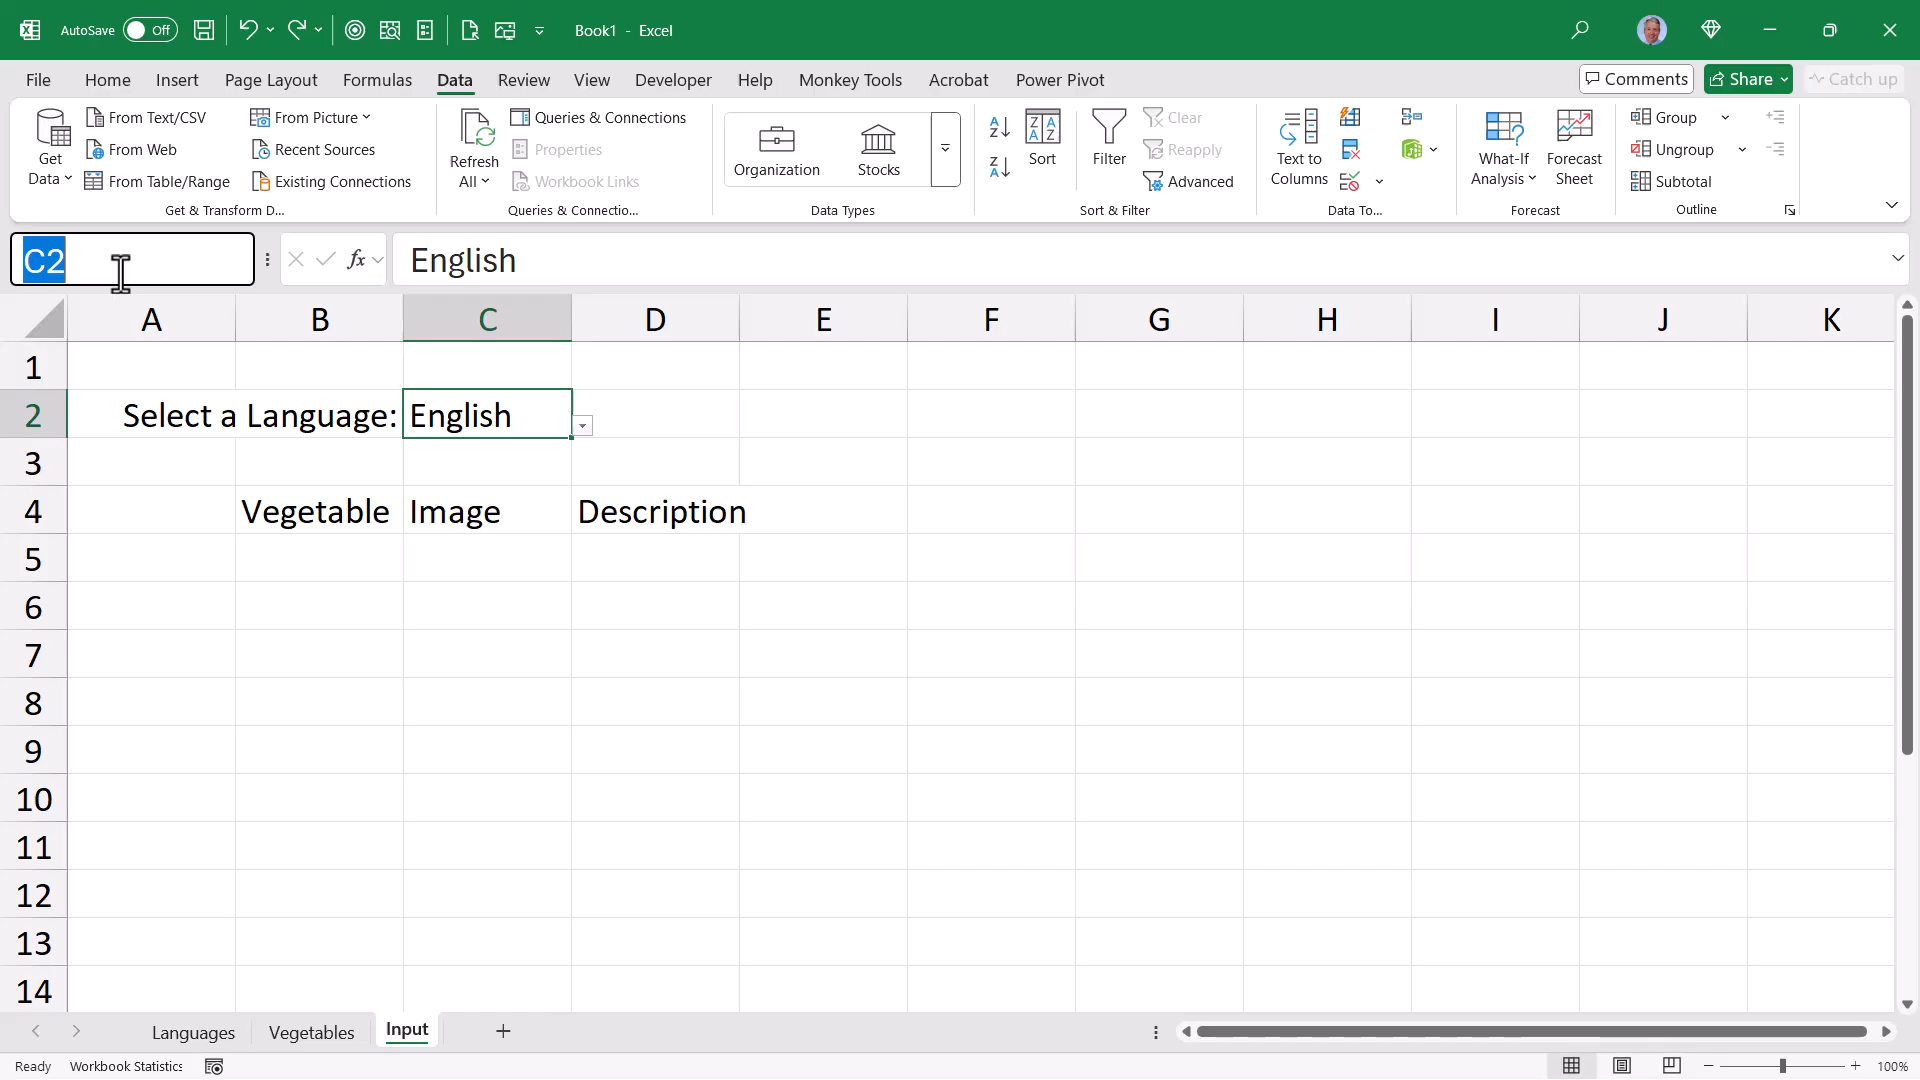 AutoSave Off Book1 - Excel
File Home Insert Page Layout Formulas Data Review View Developer Help Monkey Tools Acrobat Power Pivot Comments Share Catch up
Get Data
From Text/CSV
From Web
From Table/Range
From Picture
Recent Sources
Existing Connections
Get & Transform D...
Refresh All
Queries & Connections
Properties
Workbook Links
Queries & Connectio...
Organization Stocks
Data Types
Sort
Filter
Clear
Reapply
Advanced
Sort & Filter
Text to Columns
Data To...
What-If Analysis
Forecast Sheet
Forecast
Group
Ungroup
Subtotal
Outline
C2 fx English
A B C D E F G H I J K
1
2 Select a Language: English
3
4 Vegetable Image Description
5
6
7
8
9
10
11
12
13
14
Languages Vegetables Input
Ready Workbook Statistics 100%